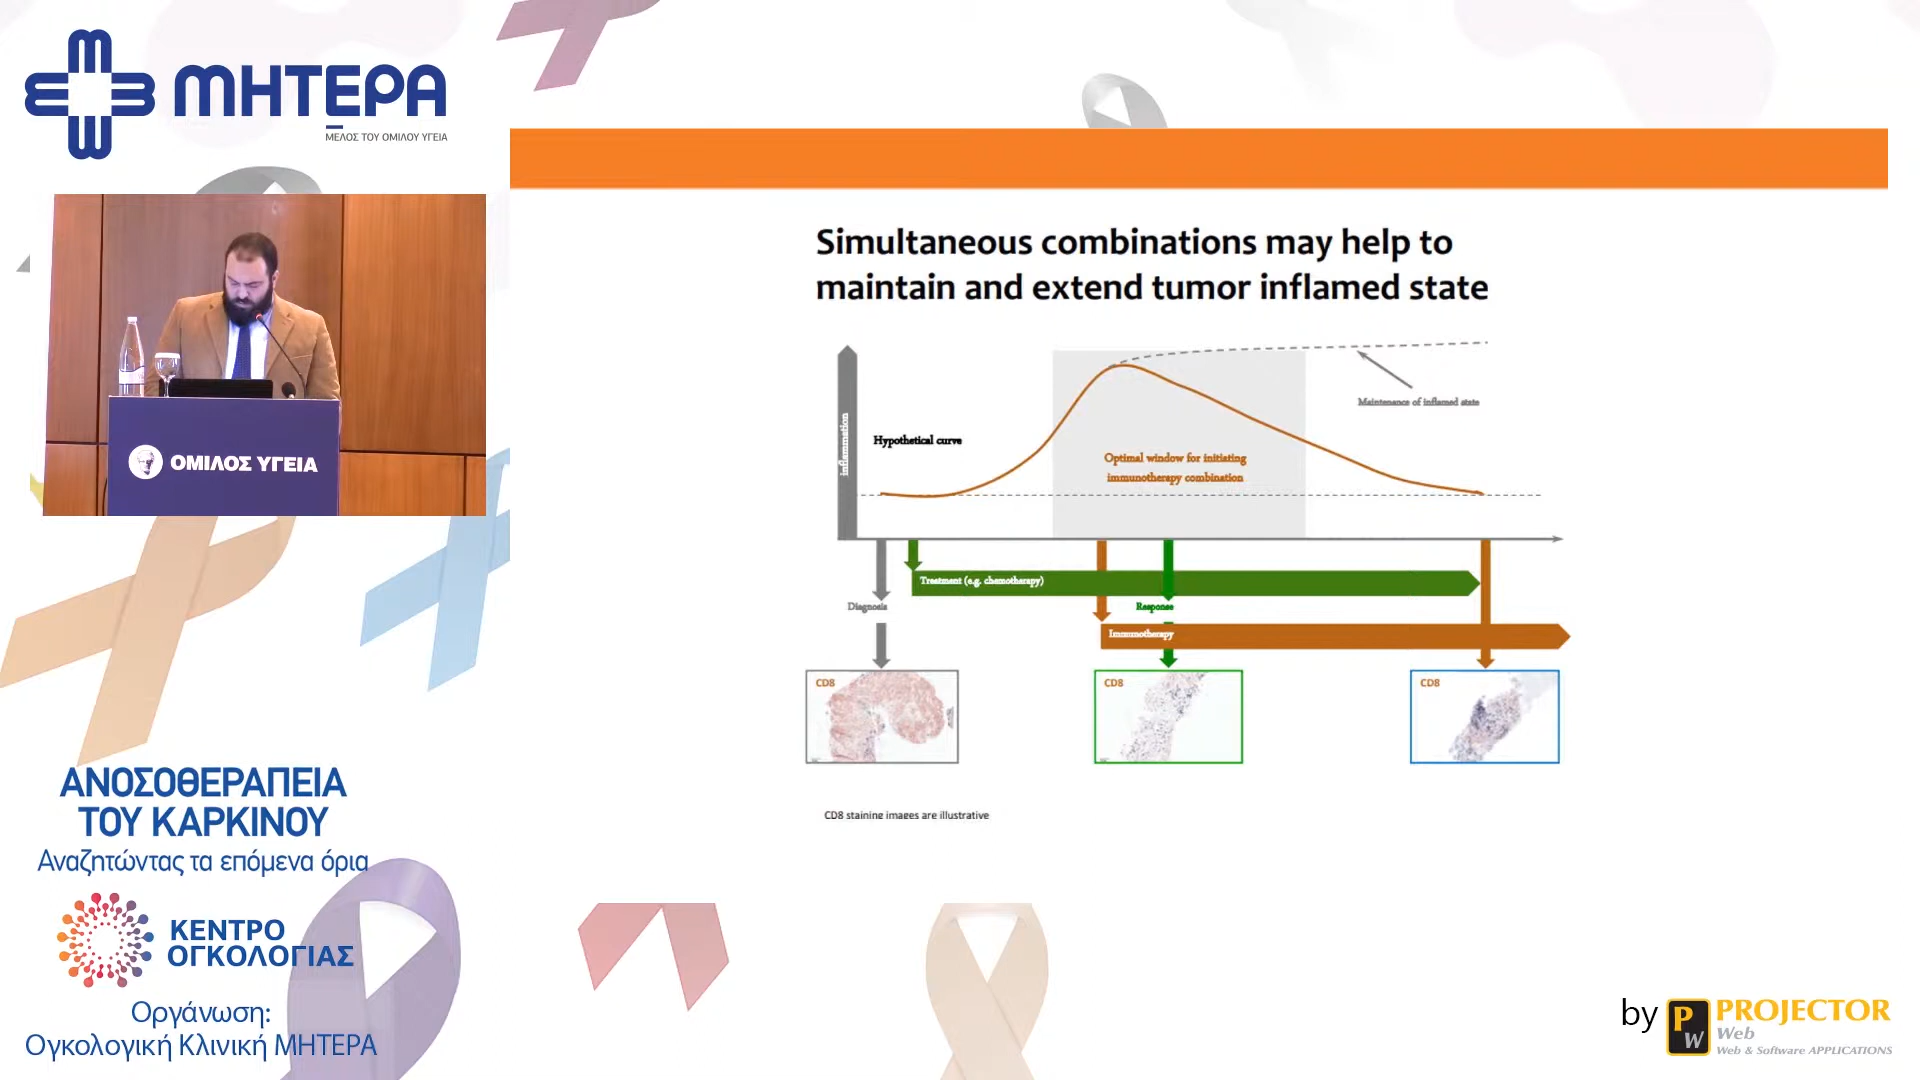 ΜΗΤΕΡΑ
ΜΕΛΟΣ ΤΟΥ ΟΜΙΛΟΥ ΥΓΕΙΑ
ΟΜΙΛΟΣ ΥΓΕΙΑ
ΑΝΟΣΟΘΕΡΑΠΕΙΑ
ΤΟΥ ΚΑΡΚΙΝΟΥ
Αναζητώντας τα επόμενα όρια
ΚΕΝΤΡΟ
ΟΓΚΟΛΟΓΙΑΣ
Οργάνωση:
Ογκολογική Κλινική ΜΗΤΕΡΑ
Simultaneous combinations may help to
maintain and extend tumor inflamed state
inflammation
Hypothetical curve
Maintenance of inflamed state
Optimal window for initiating
immunotherapy combination
Treatment (e.g. chemotherapy)
Diagnosis
Response
Immunotherapy
CD8
CD8
CD8
CD8 staining images are illustrative
by
PW
PROJECTOR
Web
Web & Software APPLICATIONS